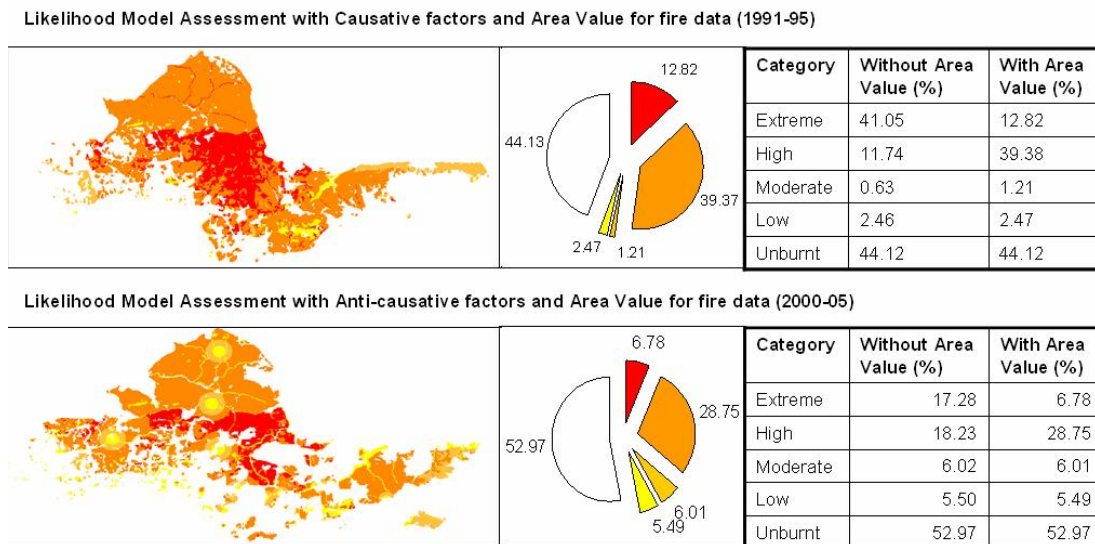 Likelihood Model Assessment with Causative factors and Area Value for fire data (1991-95)
12.82
44.13
39.37
2.47
1.21
Category Without Area Value (%) With Area Value (%)
Extreme 41.05 12.82
High 11.74 39.38
Moderate 0.63 1.21
Low 2.46 2.47
Unburnt 44.12 44.12
Likelihood Model Assessment with Anti-causative factors and Area Value for fire data (2000-05)
6.78
28.75
52.97
6.01
5.49
Category Without Area Value (%) With Area Value (%)
Extreme 17.28 6.78
High 18.23 28.75
Moderate 6.02 6.01
Low 5.50 5.49
Unburnt 52.97 52.97